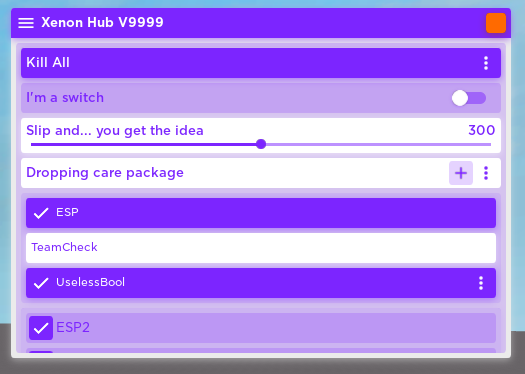 Xenon Hub V9999
Kill All
I'm a switch
Slip and... you get the idea 300
Dropping care package
ESP
TeamCheck
UselessBool
ESP2